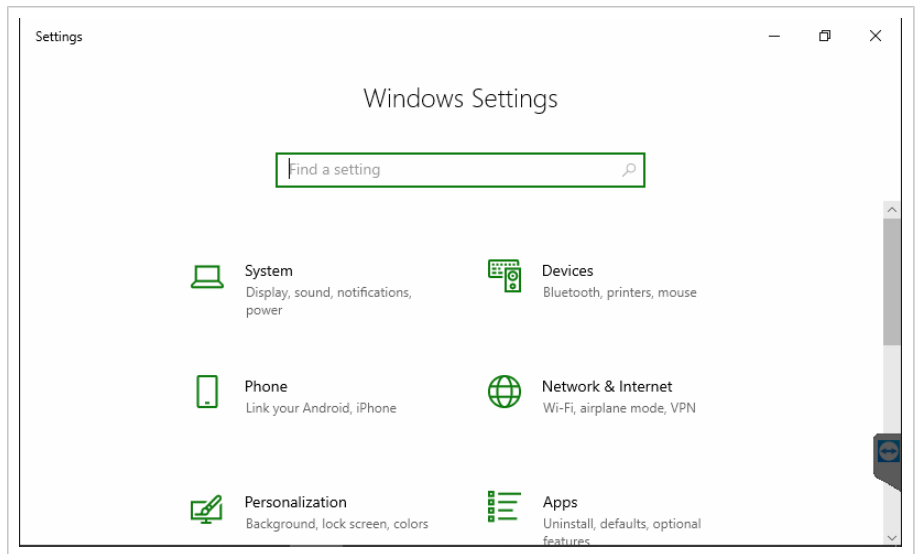 Settings
Windows Settings
Find a setting
System
Display, sound, notifications,
power
Devices
Bluetooth, printers, mouse
Phone
Link your Android, iPhone
Network & Internet
Wi-Fi, airplane mode, VPN
Personalization
Background, lock screen, colors
Apps
Uninstall, defaults, optional
features